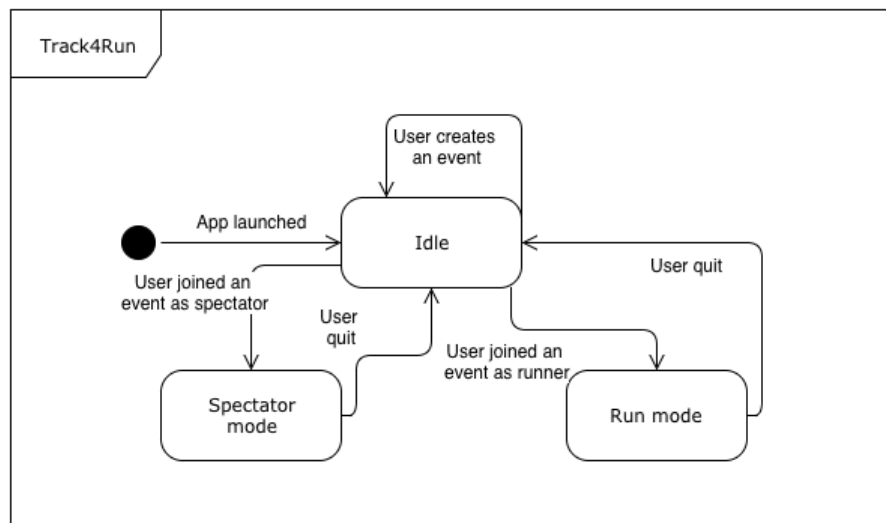 Track4Run
User creates
an event
App launched
Idle
User joined an
event as spectator
User
quit
User quit
User joined an
event as runner
Spectator
mode
Run mode